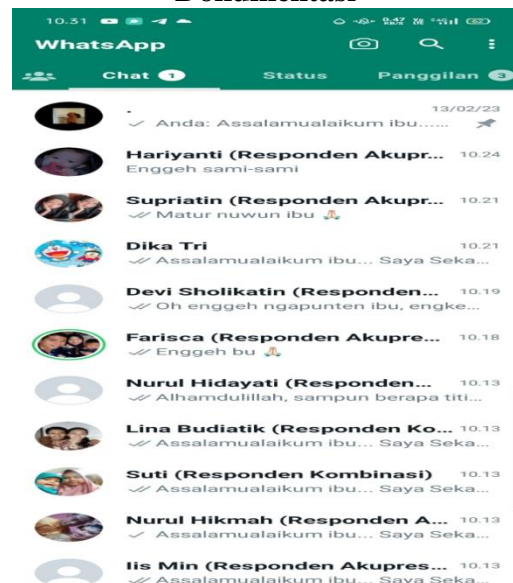 Dokumentasi
10.31
WhatsApp
Chat 1 Status Panggilan 3
. 13/02/23
Anda: Assalamualaikum ibu......
Hariyanti (Responden Akupr... 10.24
Enggeh sami-sami
Supriatin (Responden Akupr... 10.21
Matur nuwun ibu 🙏🏻
Dika Tri 10.21
Assalamualaikum ibu... Saya Seka...
Devi Sholikatin (Responden... 10.19
Oh enggeh ngapunten ibu, engke...
Farisca (Responden Akupre... 10.18
Enggeh bu 🙏🏻
Nurul Hidayati (Responden... 10.13
Alhamdulillah, sampun berapa titi...
Lina Budiatik (Responden Ko... 10.13
Assalamualaikum ibu... Saya Seka...
Suti (Responden Kombinasi) 10.13
Assalamualaikum ibu... Saya Seka...
Nurul Hikmah (Responden A... 10.13
Assalamualaikum ibu... Saya Seka...
Iis Min (Responden Akupres... 10.13
Assalamualaikum ibu... Saya Seka...